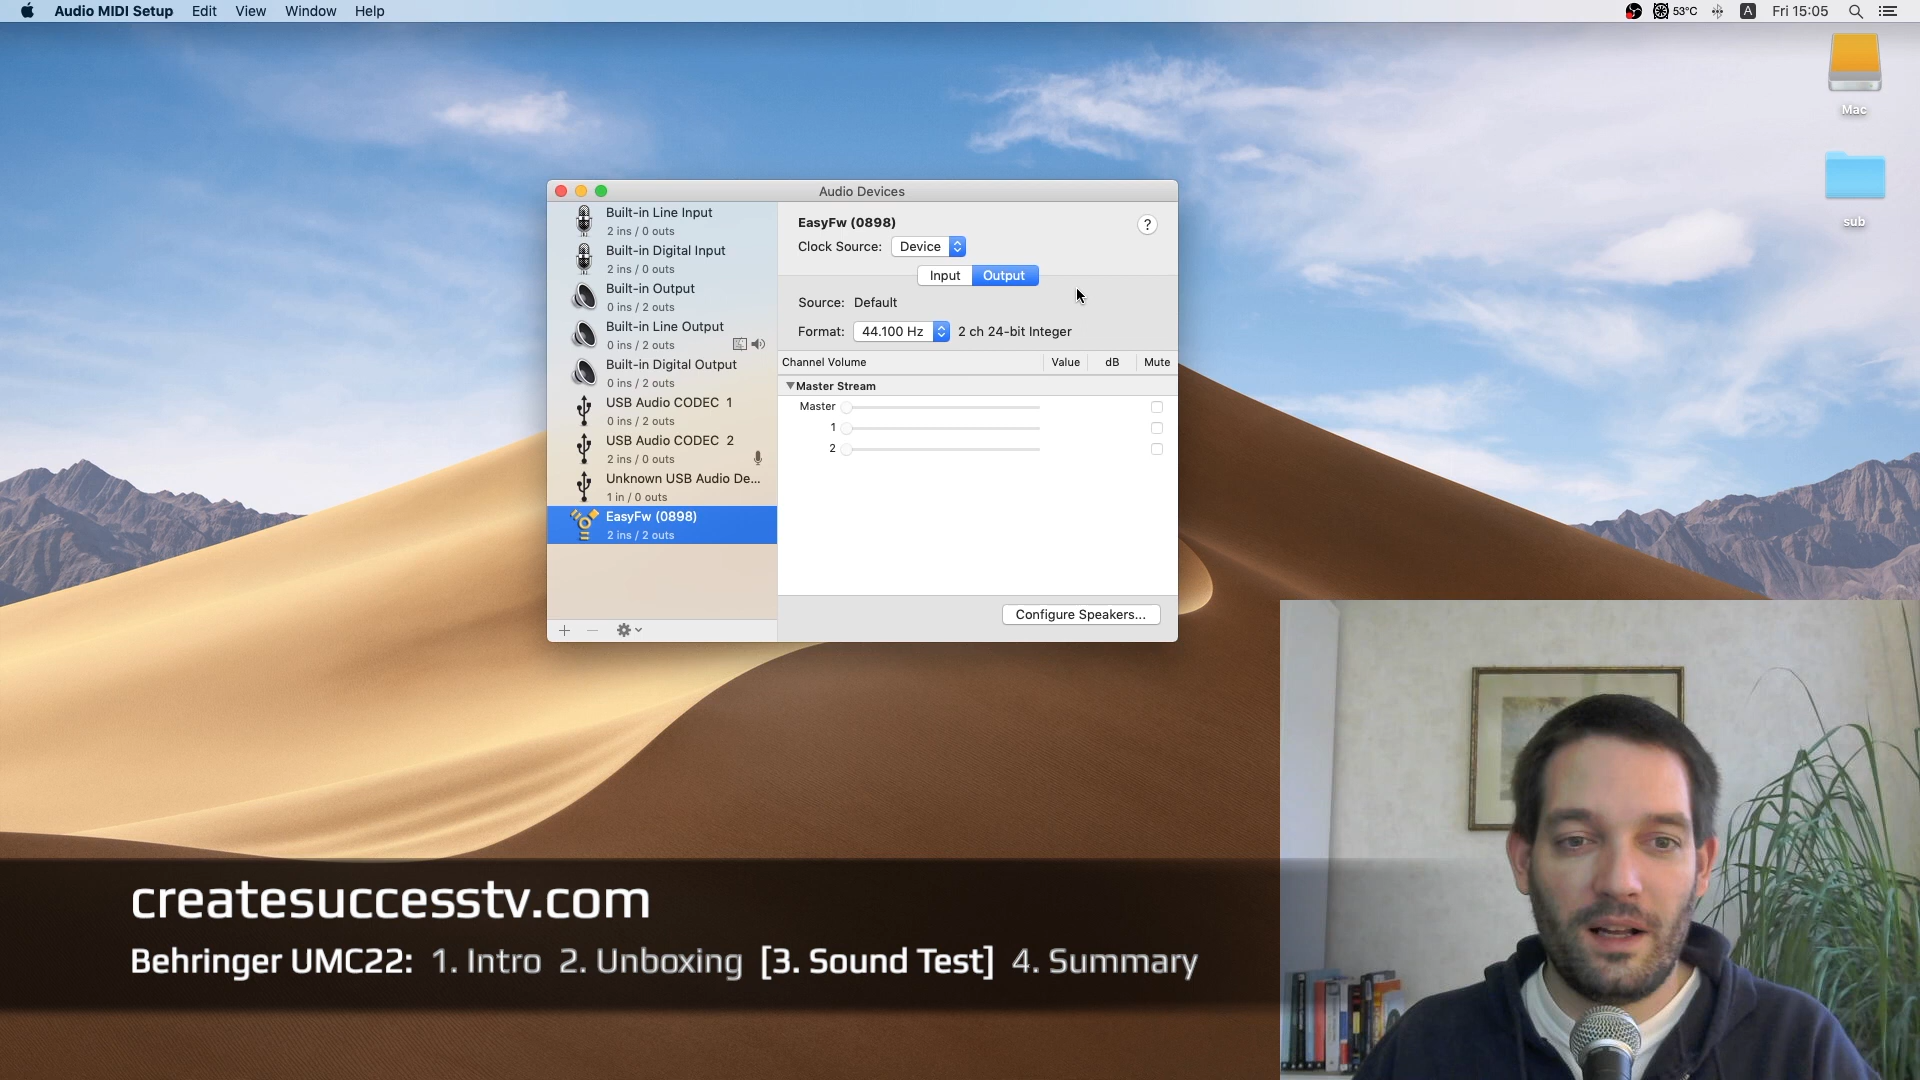 Audio MIDI Setup Edit View Window Help
53°C A Fri 15:05
Mac
sub
Audio Devices
Built-in Line Input
2 ins / 0 outs
Built-in Digital Input
2 ins / 0 outs
Built-in Output
0 ins / 2 outs
Built-in Line Output
0 ins / 2 outs
Built-in Digital Output
0 ins / 2 outs
USB Audio CODEC 1
0 ins / 2 outs
USB Audio CODEC 2
2 ins / 0 outs
Unknown USB Audio De...
1 in / 0 outs
EasyFw (0898)
2 ins / 2 outs
EasyFw (0898)
?
Clock Source: Device
Input Output
Source: Default
Format: 44.100 Hz 2 ch 24-bit Integer
Channel Volume Value dB Mute
Master Stream
Master
1
2
Configure Speakers...
createsuccesstv.com
Behringer UMC22: 1. Intro 2. Unboxing [3. Sound Test] 4. Summary